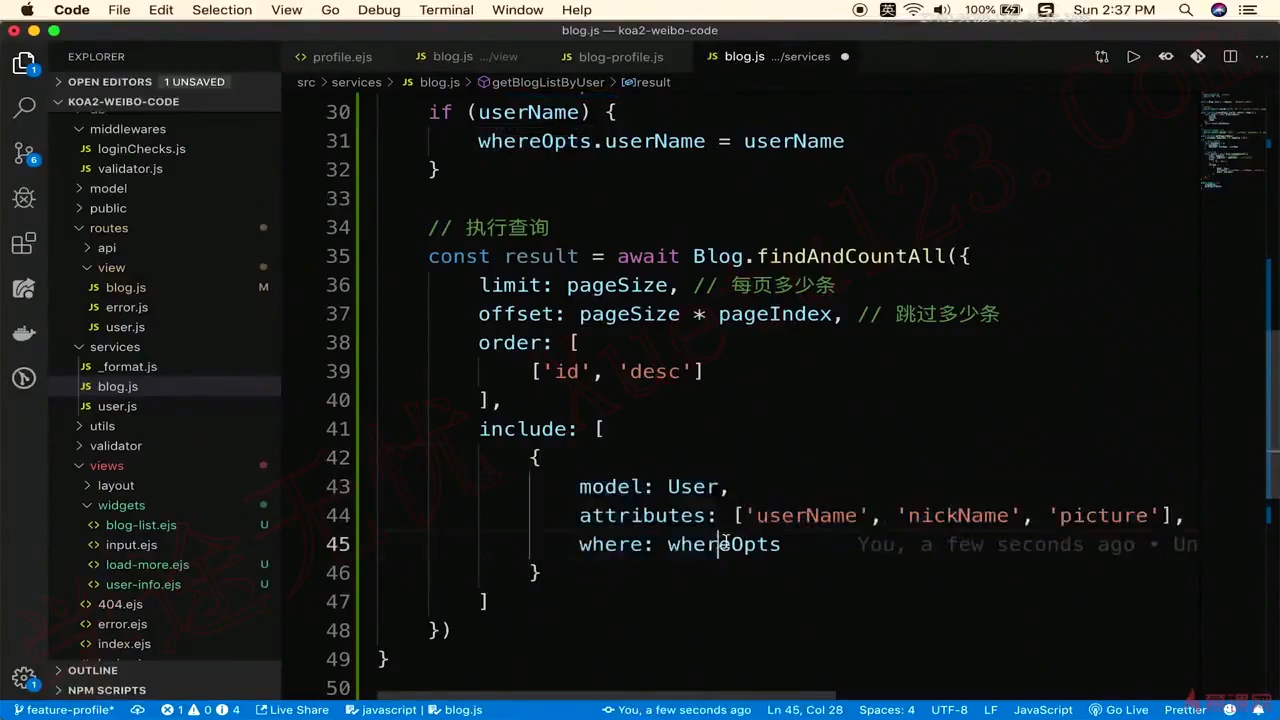 Code File Edit Selection View Go Debug Terminal Window Help 英 100% S Sun 2:37 PM
blog.js — koa2-weibo-code
EXPLORER
profile.ejs
blog.js .../view
blog-profile.js
blog.js .../services
OPEN EDITORS 1 UNSAVED
src › services › blog.js › getBlogListByUser › result
KOA2-WEIBO-CODE
middlewares
loginChecks.js
validator.js
model
public
routes
api
view
blog.js M
error.js
user.js
services
_format.js
blog.js
user.js
utils
validator
views
layout
widgets
blog-list.ejs U
input.ejs
load-more.ejs U
user-info.ejs U
404.ejs
error.ejs
index.ejs
OUTLINE
NPM SCRIPTS
1
6
1
30 if (userName) {
31 whereOpts.userName = userName
32 }
33
34 // 执行查询
35 const result = await Blog.findAndCountAll({
36 limit: pageSize, // 每页多少条
37 offset: pageSize * pageIndex, // 跳过多少条
38 order: [
39 ['id', 'desc']
40 ],
41 include: [
42 {
43 model: User,
44 attributes: ['userName', 'nickName', 'picture'],
45 where: whereOpts You, a few seconds ago • Un
46 }
47 ]
48 })
49 }
50
feature-profile* 1 0 4 Live Share javascript | blog.js You, a few seconds ago Ln 45, Col 28 Spaces: 4 UTF-8 LF JavaScript Go Live Prettier